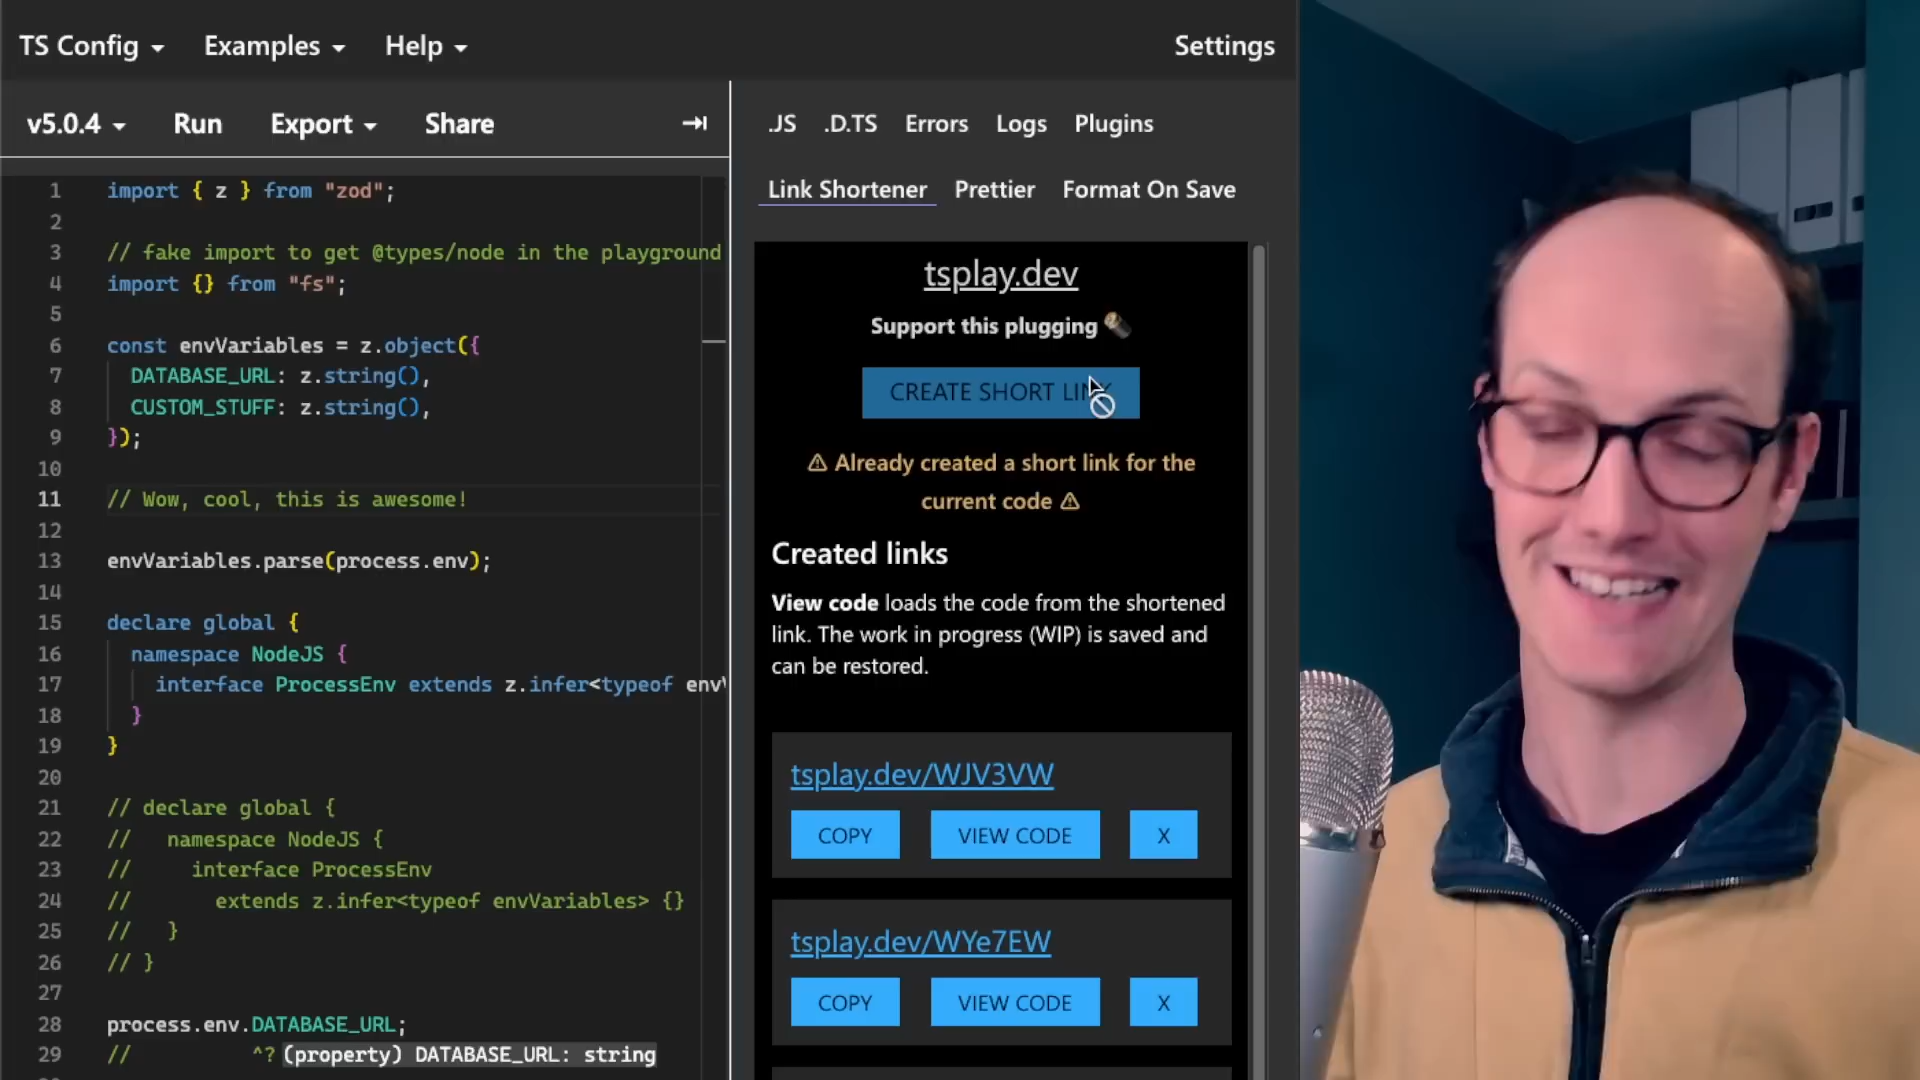 TS Config Examples Help Settings
v5.0.4 Run Export Share
.JS .D.TS Errors Logs Plugins
Link Shortener Prettier Format On Save
1 import { z } from "zod";
2
3 // fake import to get @types/node in the playground
4 import {} from "fs";
5
6 const envVariables = z.object({
7 DATABASE_URL: z.string(),
8 CUSTOM_STUFF: z.string(),
9 });
10
11 // Wow, cool, this is awesome!
12
13 envVariables.parse(process.env);
14
15 declare global {
16 namespace NodeJS {
17 interface ProcessEnv extends z.infer<typeof env
18 }
19 }
20
21 // declare global {
22 // namespace NodeJS {
23 // interface ProcessEnv
24 // extends z.infer<typeof envVariables> {}
25 // }
26 // }
27
28 process.env.DATABASE_URL;
29 // ^? (property) DATABASE_URL: string
tsplay.dev
Support this plugging
CREATE SHORT LINK
⚠ Already created a short link for the
current code ⚠
Created links
View code loads the code from the shortened
link. The work in progress (WIP) is saved and
can be restored.
tsplay.dev/WJV3VW
COPY VIEW CODE X
tsplay.dev/WYe7EW
COPY VIEW CODE X